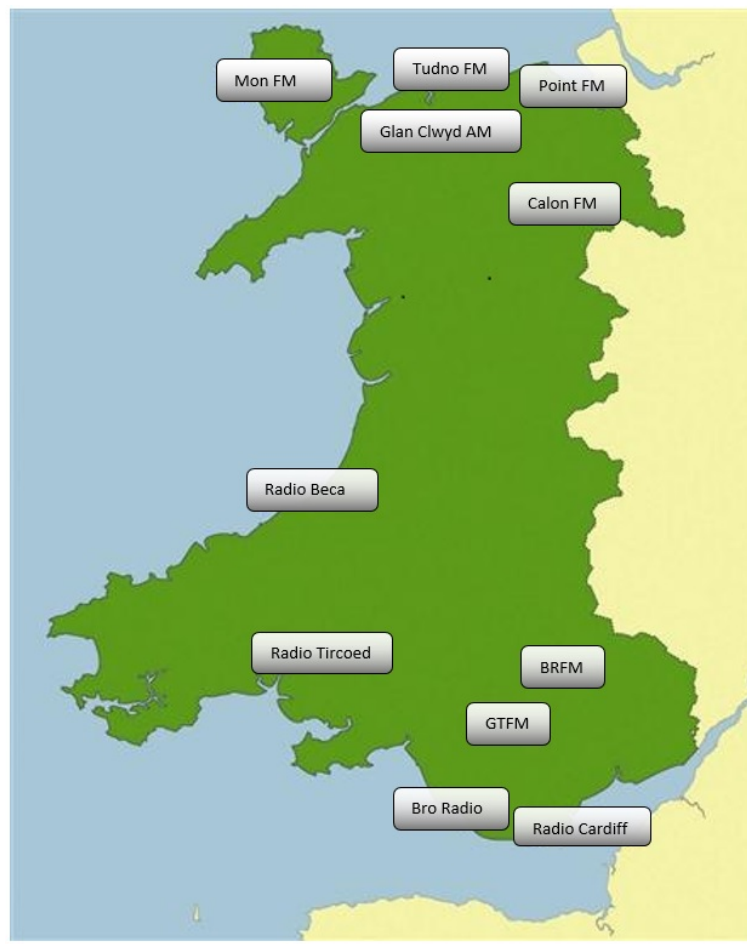 Mon FM
Tudno FM
Point FM
Glan Clwyd AM
Calon FM
Radio Beca
Radio Tircoed
BRFM
GTFM
Bro Radio
Radio Cardiff